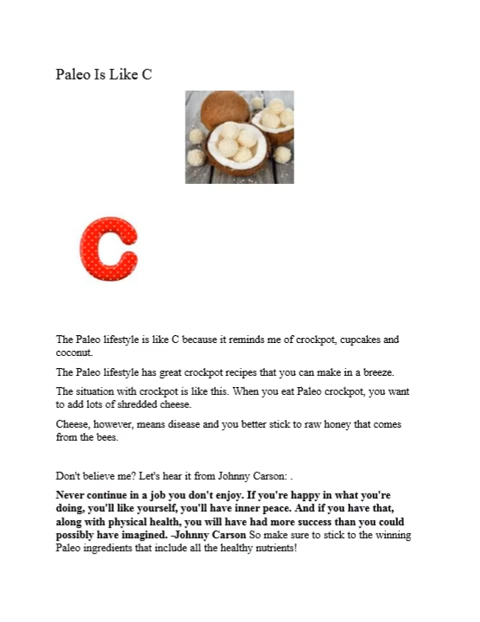 Paleo Is Like C
C
The Paleo lifestyle is like C because it reminds me of crockpot, cupcakes and
coconut.
The Paleo lifestyle has great crockpot recipes that you can make in a breeze.
The situation with crockpot is like this. When you eat Paleo crockpot, you want
to add lots of shredded cheese.
Cheese, however, means disease and you better stick to raw honey that comes
from the bees.
Don't believe me? Let's hear it from Johnny Carson: .
Never continue in a job you don't enjoy. If you're happy in what you're
doing, you'll like yourself, you'll have inner peace. And if you have that,
along with physical health, you will have had more success than you could
possibly have imagined. -Johnny Carson So make sure to stick to the winning
Paleo ingredients that include all the healthy nutrients!